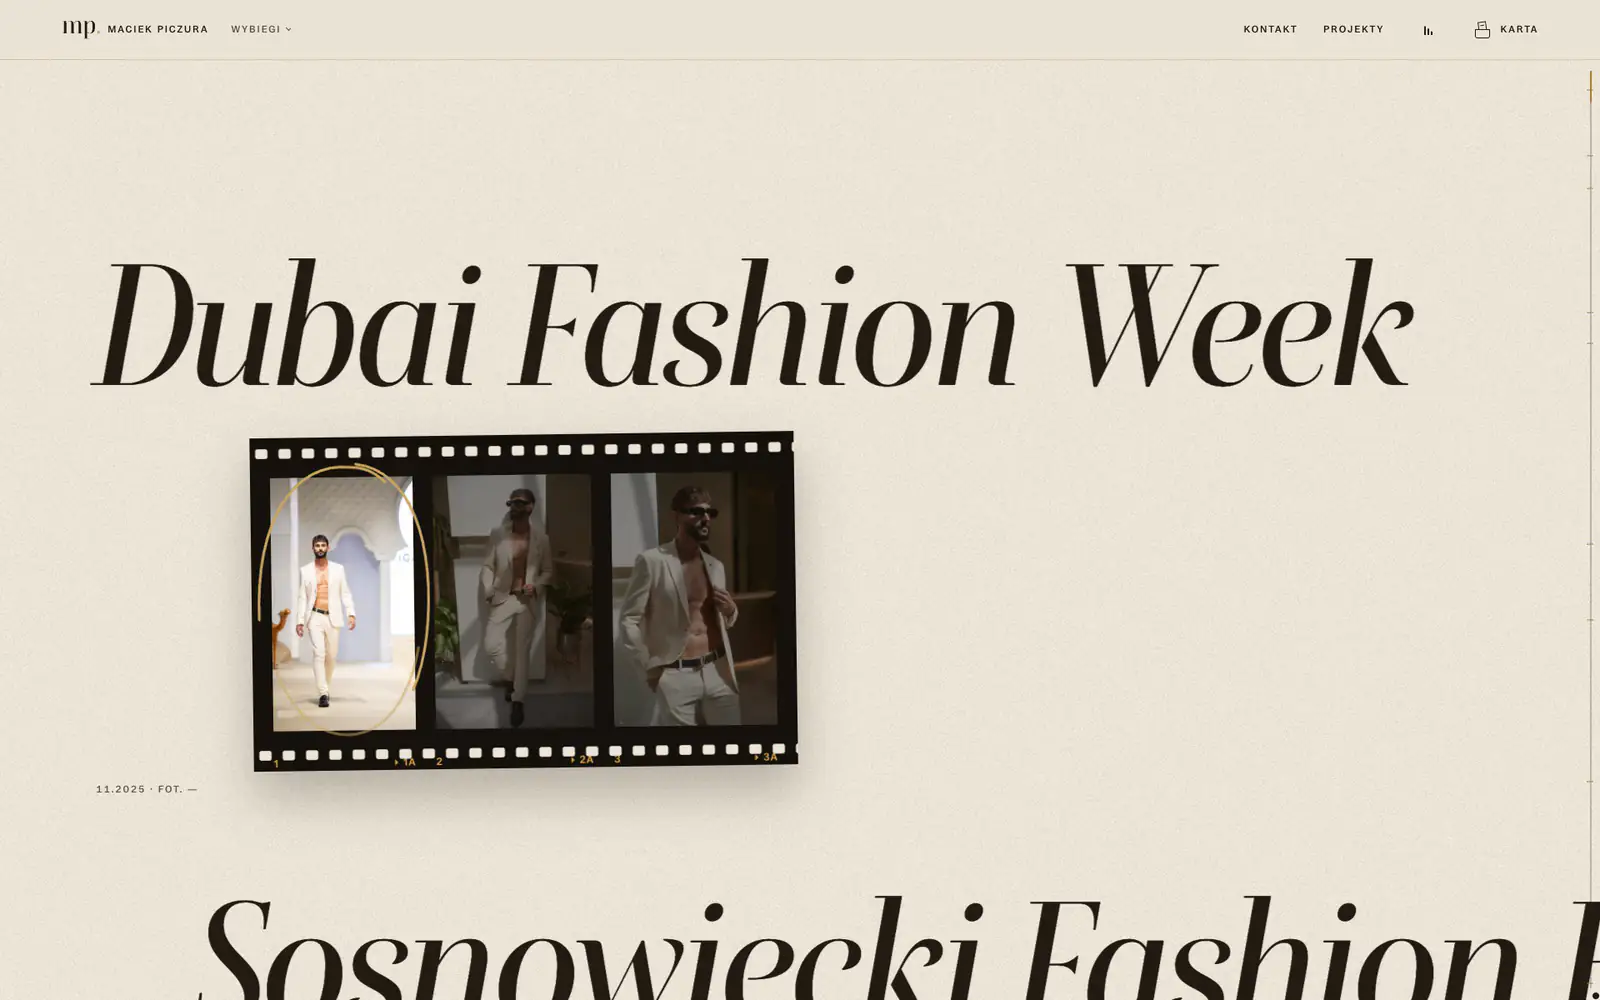 mp. MACIEK PICZURA WYBIEGI KONTAKT PROJEKTY KARTA
Dubai Fashion Week
1 1A 2 2A 3 3A
11.2025 · FOT. —
Sosnowiecki Fashion